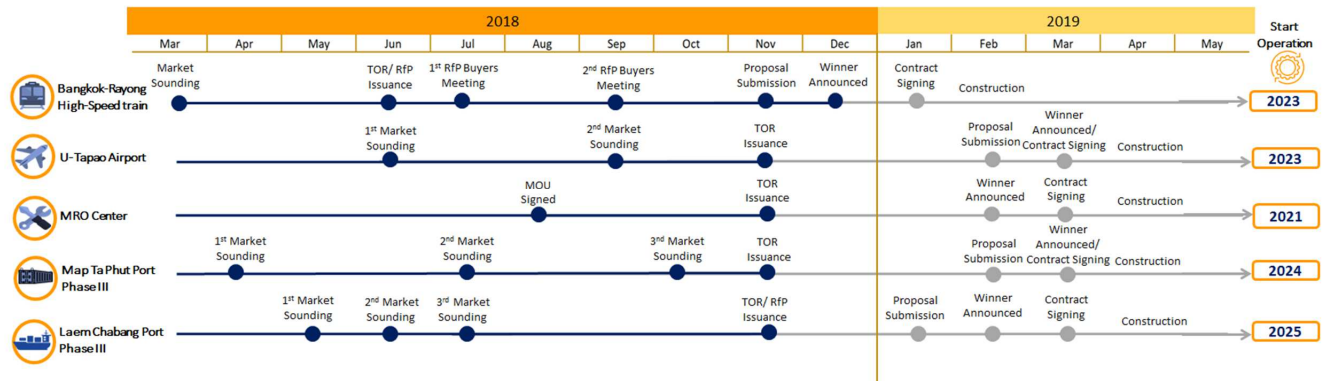 2018
2019
Start
Operation
Mar Apr May Jun Jul Aug Sep Oct Nov Dec Jan Feb Mar Apr May
Bangkok-Rayong
High-Speed train
Market
Sounding
TOR/ RfP
Issuance
1st RfP Buyers
Meeting
2nd RFP Buyers
Meeting
Proposal
Submission
Winner
Announced
Contract
Signing
Construction
2023
U-Tapao Airport
1st Market
Sounding
2nd Market
Sounding
TOR
Issuance
Proposal
Submission
Winner
Announced/
Contract Signing
Construction
2023
MRO Center
MOU
Signed
TOR
Issuance
Winner
Announced
Contract
Signing
Construction
2021
Map Ta Phut Port
Phase III
1st Market
Sounding
2nd Market
Sounding
3rd Market
Sounding
TOR
Issuance
Proposal
Submission
Winner
Announced/
Contract Signing
Construction
2024
Laem Chabang Port
Phase III
1st Market
Sounding
2nd Market
Sounding
3rd Market
Sounding
TOR/ RfP
Issuance
Proposal
Submission
Winner
Announced
Contract
Signing
Construction
2025